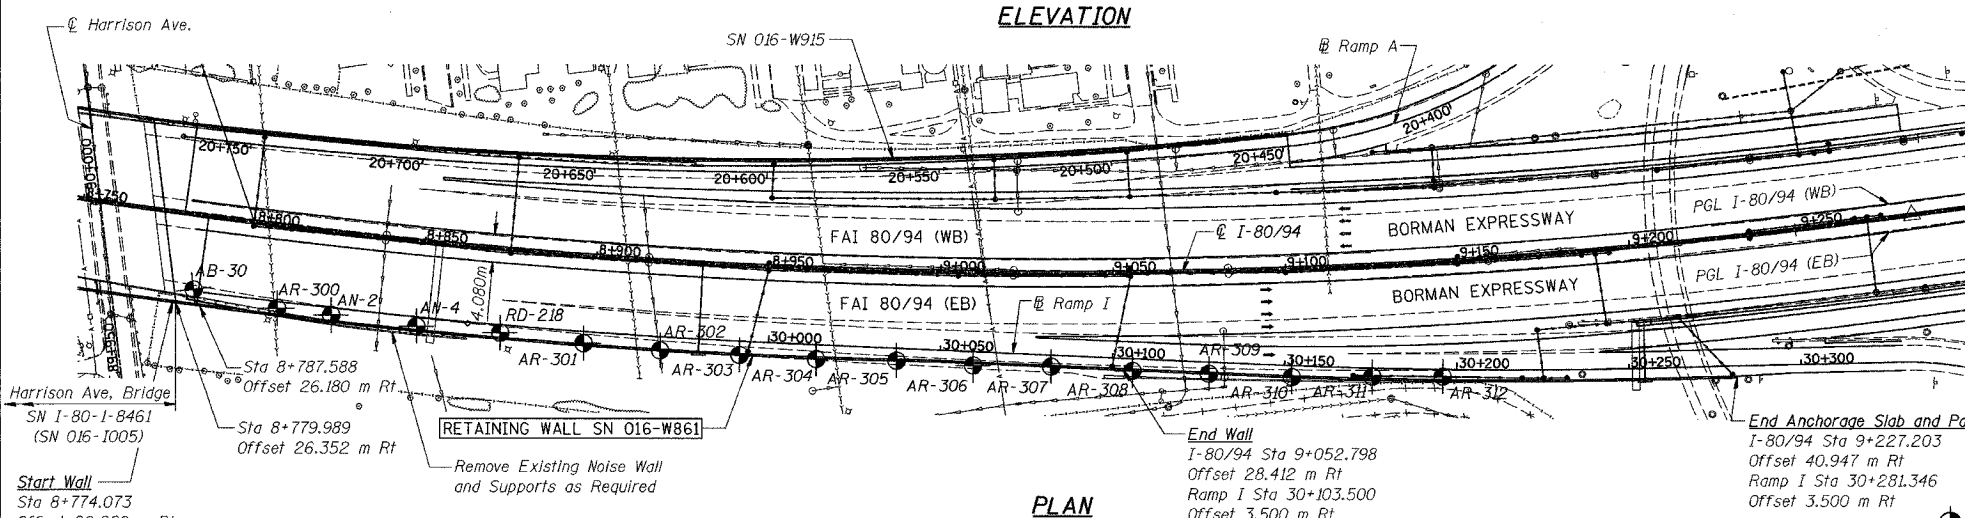 ELEVATION
℄ Harrison Ave.
SN 016-W915
Ramp A
20+400'
20+750'
20+700'
20+650'
20+600'
20+550'
20+500'
20+450'
89+000
8+750
8+800
8+850
8+900
8+950
9+000
9+050
9+100
9+150
9+200
9+250
PGL I-80/94 (WB)
FAI 80/94 (WB)
℄ I-80/94
BORMAN EXPRESSWAY
PGL I-80/94 (EB)
FAI 80/94 (EB)
Ramp I
BORMAN EXPRESSWAY
AB-30
AR-300
AN-2
AN-4
4.080m
RD-218
AR-301
AR-302
AR-303
AR-304
AR-305
AR-306
AR-307
AR-308
AR-309
AR-310
AR-311
AR-312
30+000
30+050
30+100
30+150
30+200
30+250
30+300
89+950
Sta 8+787.588
Offset 26.180 m Rt
Harrison Ave, Bridge
SN I-80-1-8461
(SN 016-1005)
Sta 8+779.989
Offset 26.352 m Rt
RETAINING WALL SN 016-W861
Remove Existing Noise Wall
and Supports as Required
Start Wall
Sta 8+774.073
End Wall
I-80/94 Sta 9+052.798
Offset 28.412 m Rt
Ramp I Sta 30+103.500
Offset 3.500 m Rt
End Anchorage Slab and Pa
I-80/94 Sta 9+227.203
Offset 40.947 m Rt
Ramp I Sta 30+281.346
Offset 3.500 m Rt
PLAN